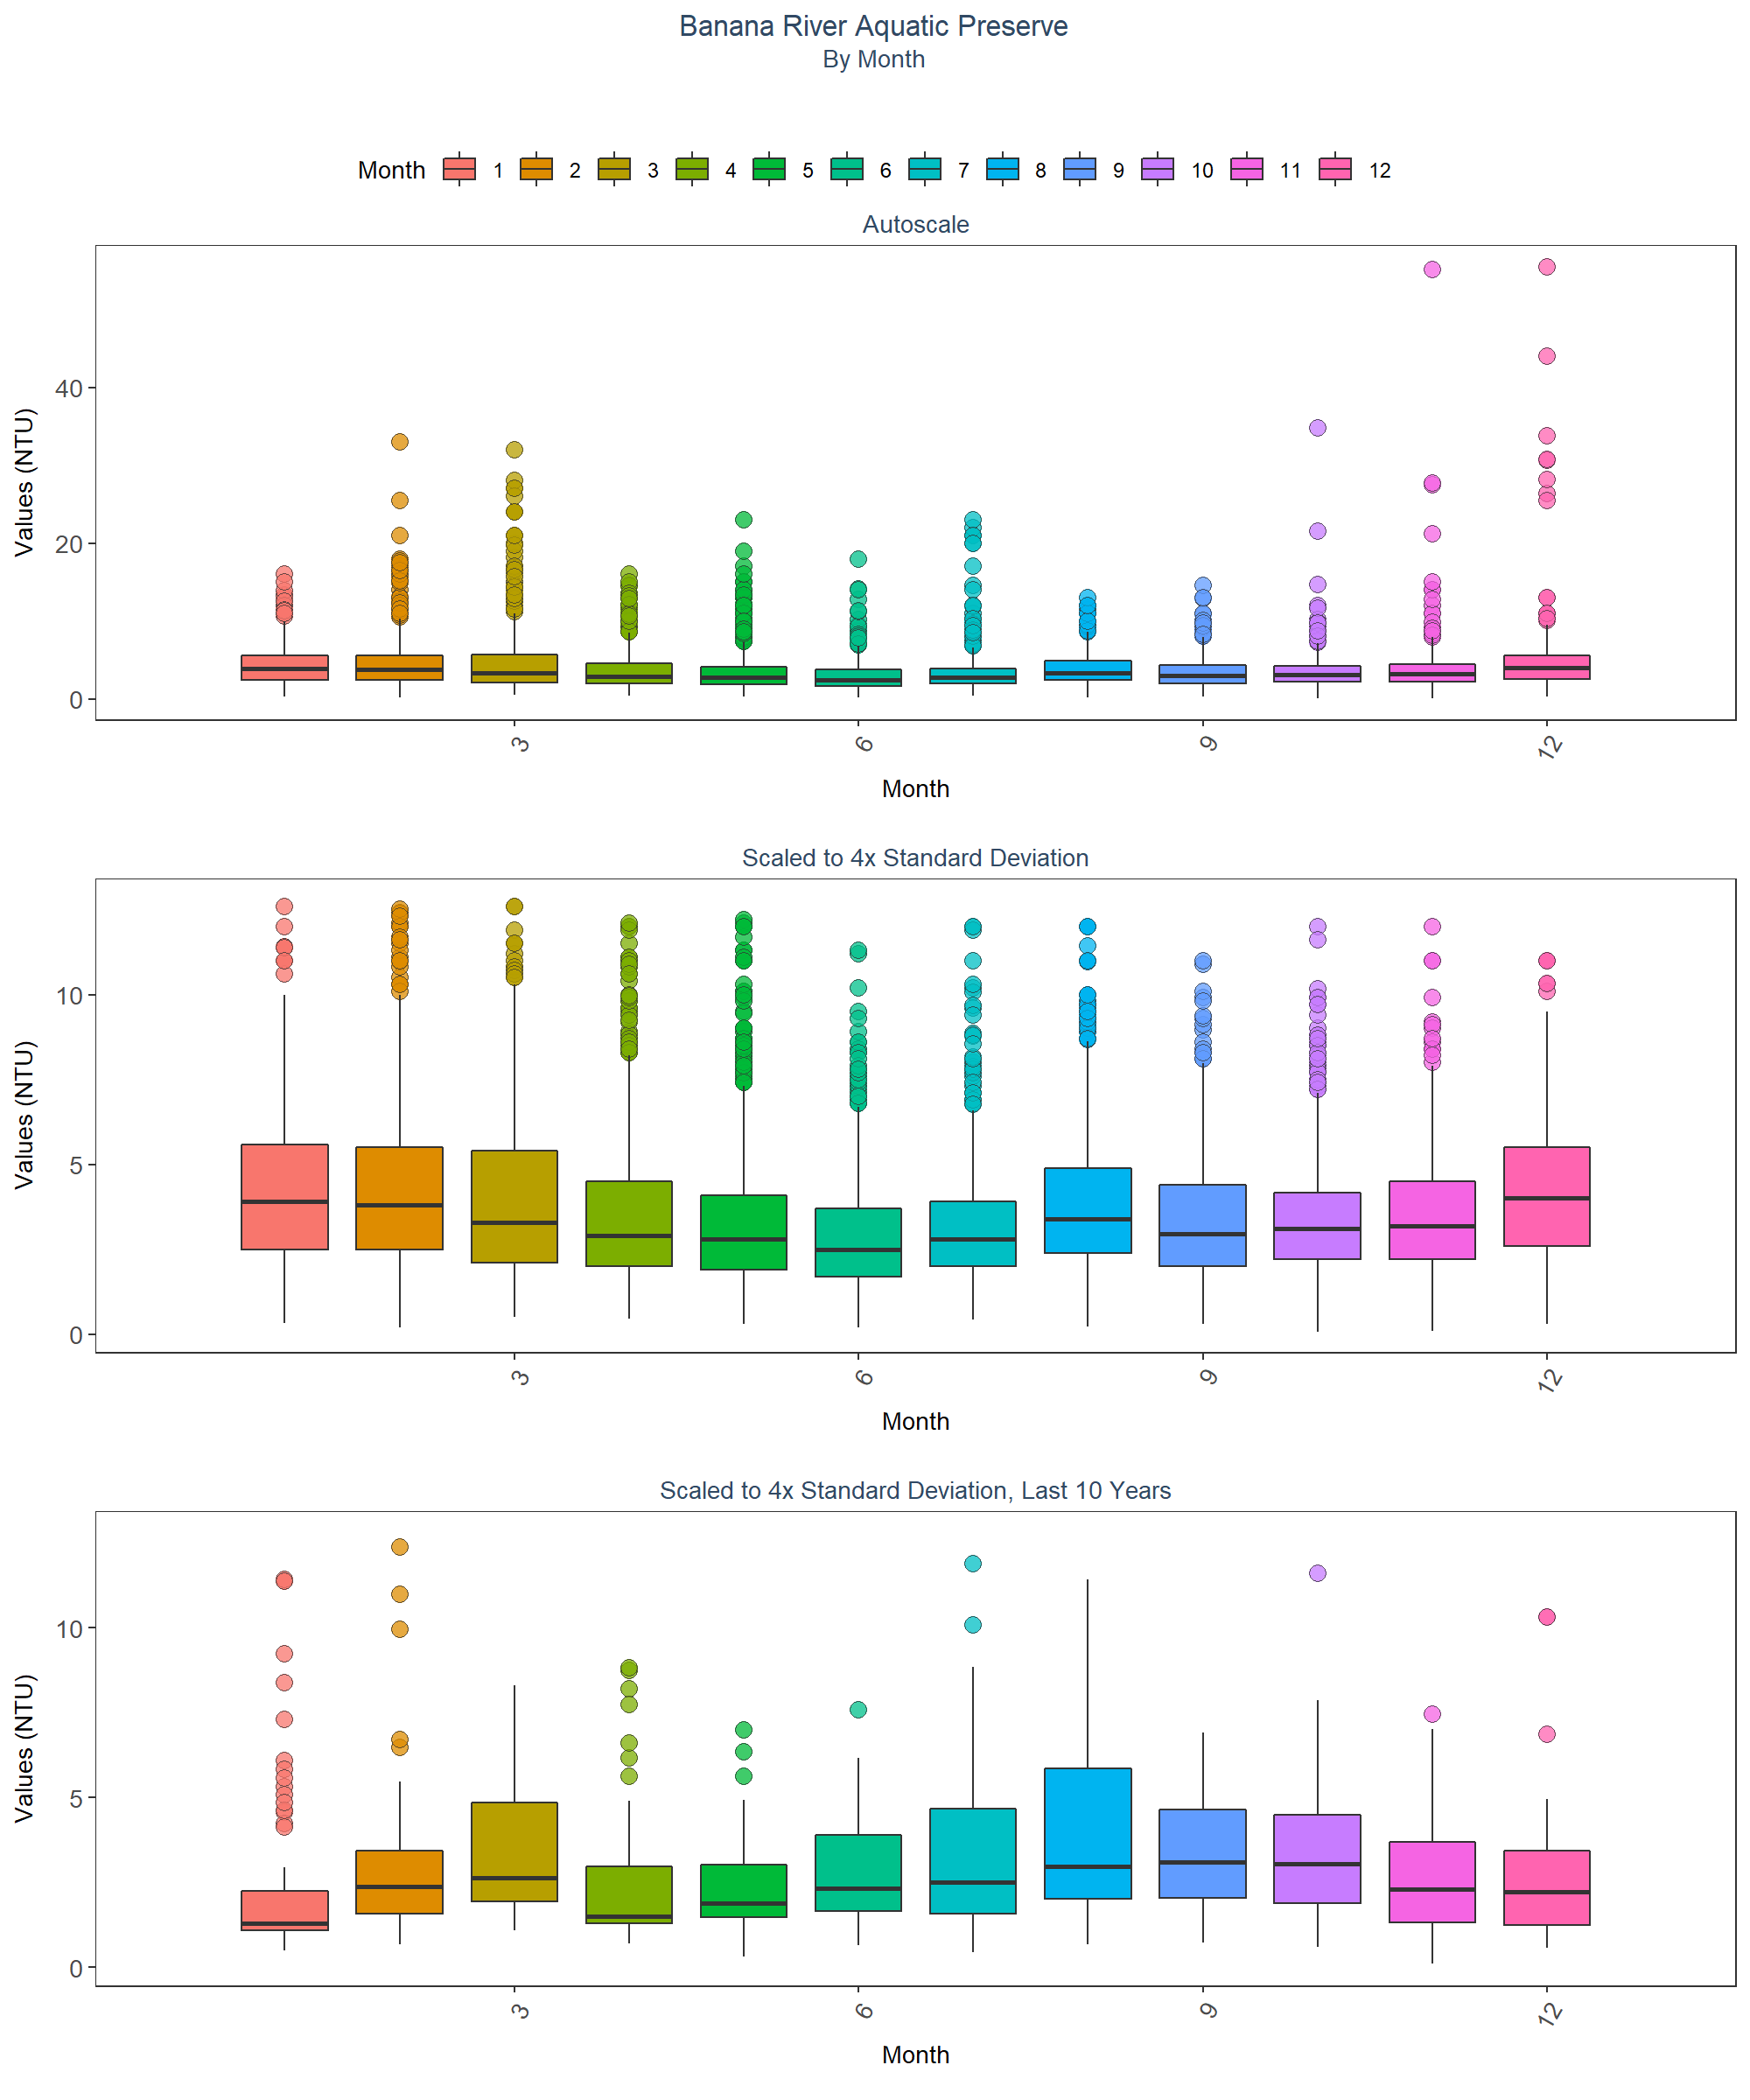 Banana River Aquatic Preserve
By Month
Month 1 2 3 4 5 6 7 8 9 10 11 12
Autoscale
Values (NTU)
40
20
0
3 6 9 12
Month
Scaled to 4x Standard Deviation
Values (NTU)
10
5
0
3 6 9 12
Month
Scaled to 4x Standard Deviation, Last 10 Years
Values (NTU)
10
5
0
3 6 9 12
Month